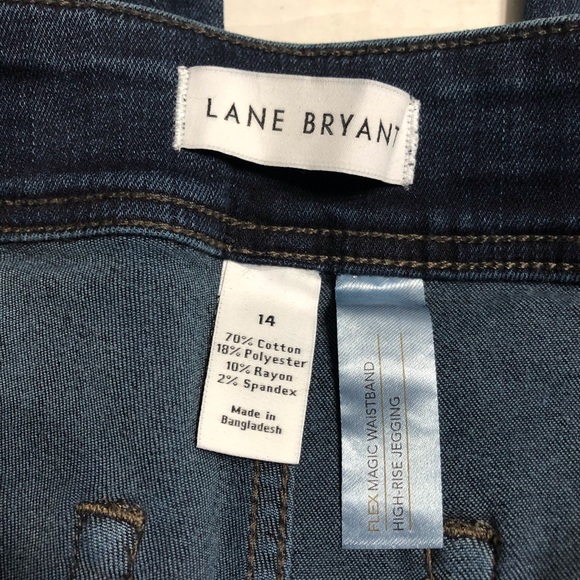 LANE BRYANT
14
70% Cotton
18% Polyester
10% Rayon
2% Spandex
Made in
Bangladesh
FLEX MAGIC WAISTBAND
HIGH-RISE JEGGING